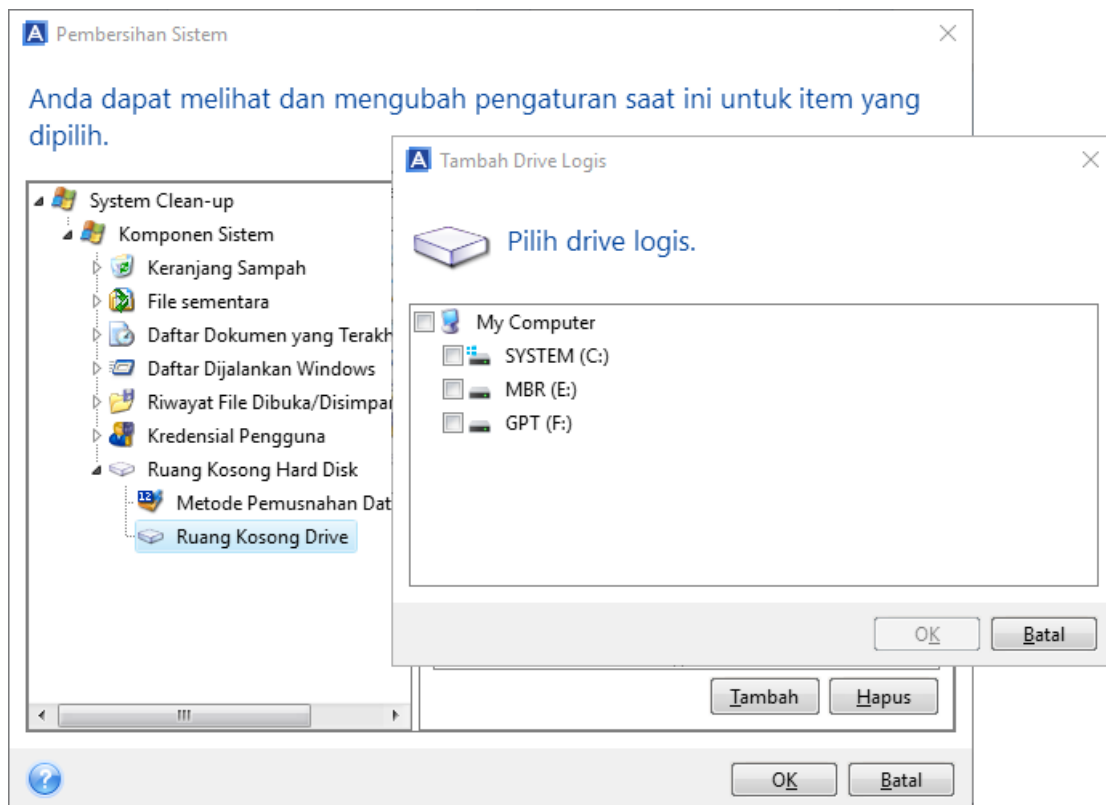 Pembersihan Sistem
Anda dapat melihat dan mengubah pengaturan saat ini untuk item yang
dipilih.
System Clean-up
Komponen Sistem
Keranjang Sampah
File sementara
Daftar Dokumen yang Terakh
Daftar Dijalankan Windows
Riwayat File Dibuka/Disimpa
Kredensial Pengguna
Ruang Kosong Hard Disk
Metode Pemusnahan Dat
Ruang Kosong Drive
Tambah Drive Logis
Pilih drive logis.
My Computer
SYSTEM (C:)
MBR (E:)
GPT (F:)
OK Batal
Tambah Hapus
OK Batal